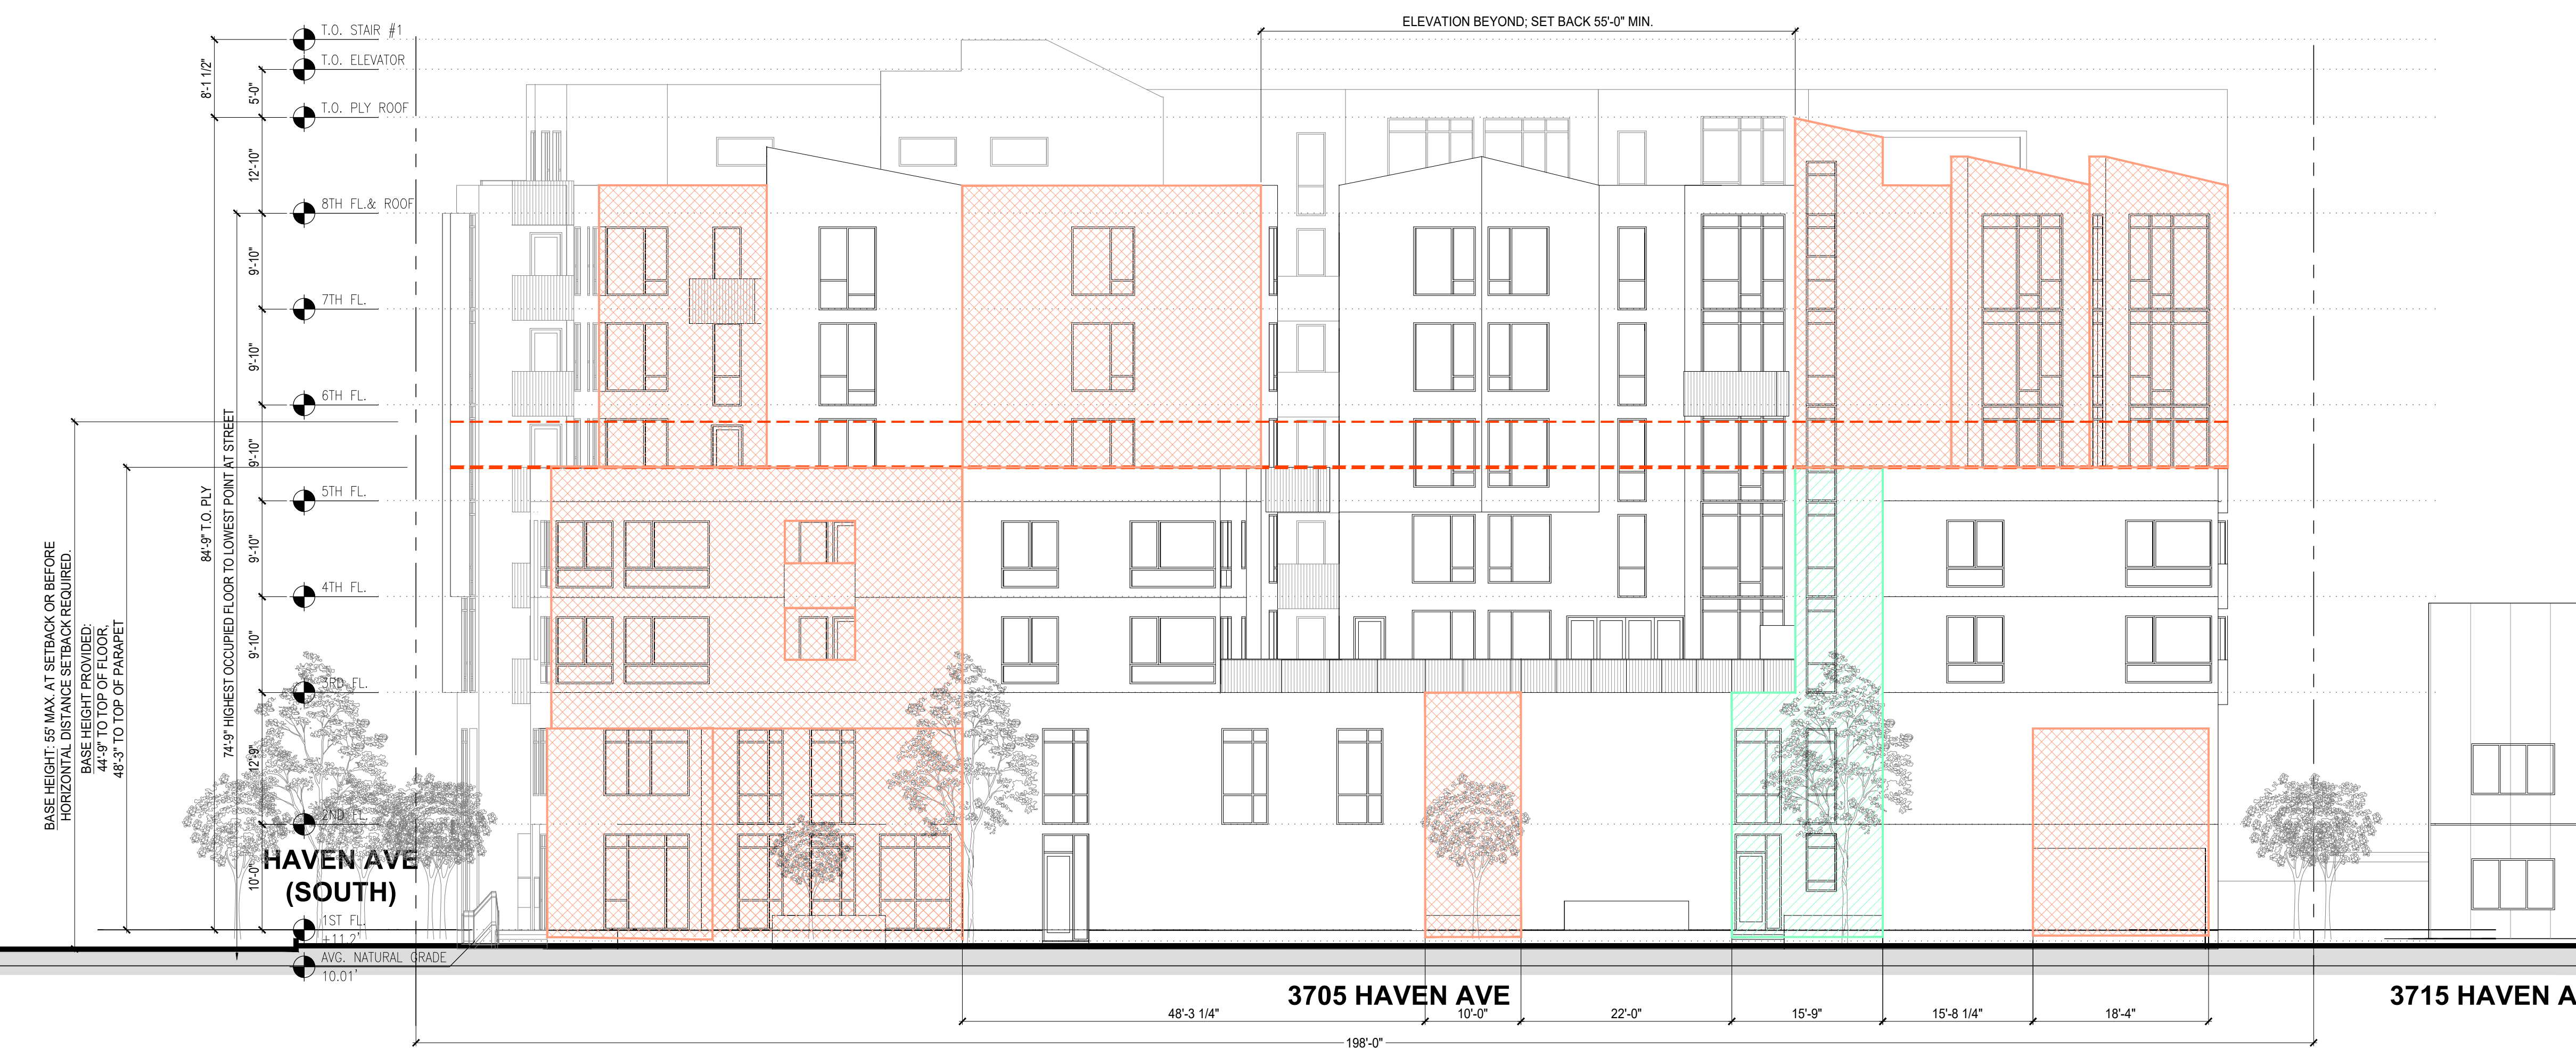 ELEVATION BEYOND; SET BACK 55'-0" MIN.
T.O. STAIR #1
T.O. ELEVATOR
T.O. PLY ROOF
8TH FL.& ROOF
7TH FL.
6TH FL.
5TH FL.
4TH FL.
3RD FL.
2ND FL.
1ST FL.
+11.2'
AVG. NATURAL GRADE
10.01'
8'-1 1/2"
5'-0"
12'-10"
9'-10"
9'-10"
9'-10"
9'-10"
9'-10"
12'-9"
10'-0"
84'-9" T.O. PLY
74'-9" HIGHEST OCCUPIED FLOOR TO LOWEST POINT AT STREET
BASE HEIGHT: 55' MAX. AT SETBACK OR BEFORE
HORIZONTAL DISTANCE SETBACK REQUIRED.
BASE HEIGHT PROVIDED:
44'-9" TO TOP OF FLOOR,
48'-3" TO TOP OF PARAPET
HAVEN AVE
(SOUTH)
3705 HAVEN AVE
3715 HAVEN A
48'-3 1/4"
10'-0"
22'-0"
15'-9"
15'-8 1/4"
18'-4"
198'-0"